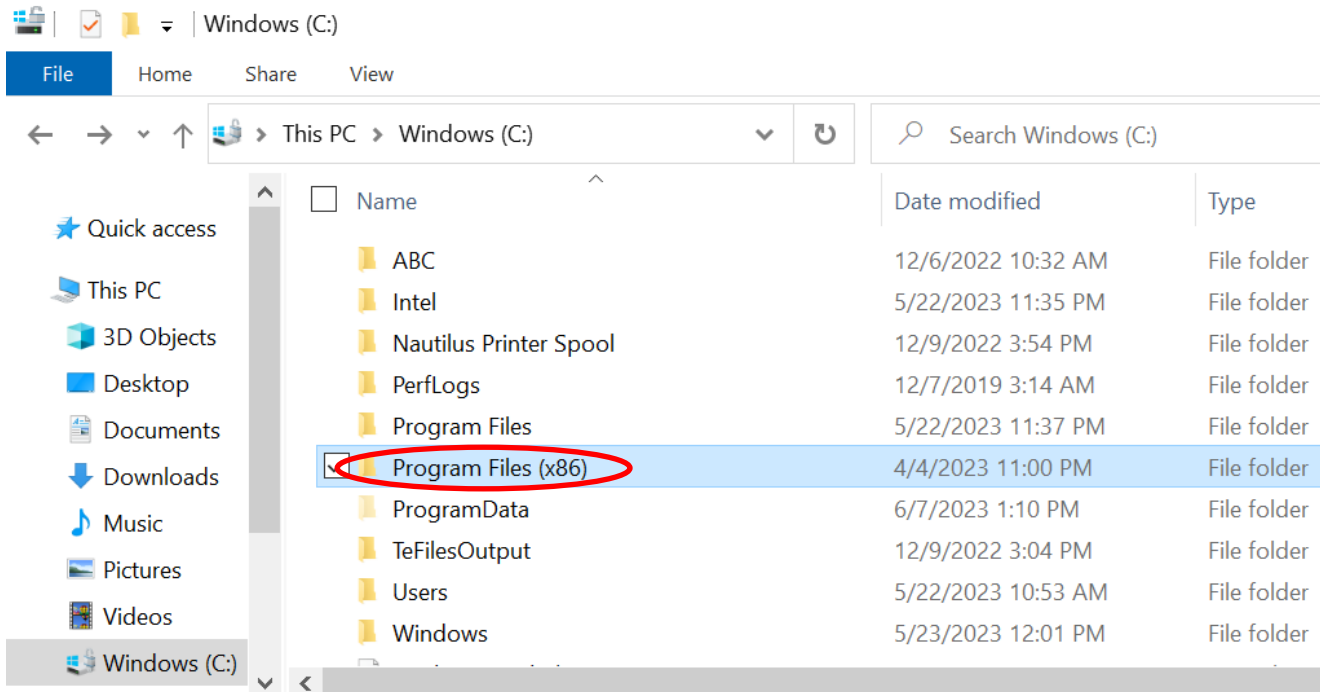 Windows (C:)
File Home Share View
This PC > Windows (C:) Search Windows (C:)
Name Date modified Type
Quick access
This PC
3D Objects
Desktop
Documents
Downloads
Music
Pictures
Videos
Windows (C:)
ABC 12/6/2022 10:32 AM File folder
Intel 5/22/2023 11:35 PM File folder
Nautilus Printer Spool 12/9/2022 3:54 PM File folder
PerfLogs 12/7/2019 3:14 AM File folder
Program Files 5/22/2023 11:37 PM File folder
Program Files (x86) 4/4/2023 11:00 PM File folder
ProgramData 6/7/2023 1:10 PM File folder
TeFilesOutput 12/9/2022 3:04 PM File folder
Users 5/22/2023 10:53 AM File folder
Windows 5/23/2023 12:01 PM File folder